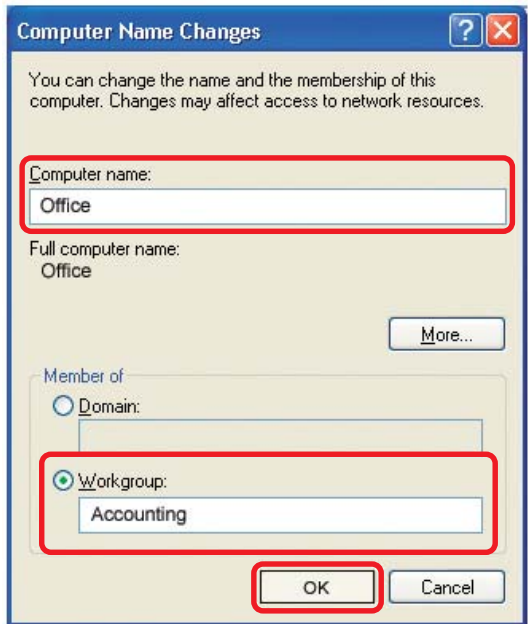 Computer Name Changes
You can change the name and the membership of this
computer. Changes may affect access to network resources.
Computer name:
Office
Full computer name:
Office
More...
Member of
Domain:
Workgroup:
Accounting
OK
Cancel